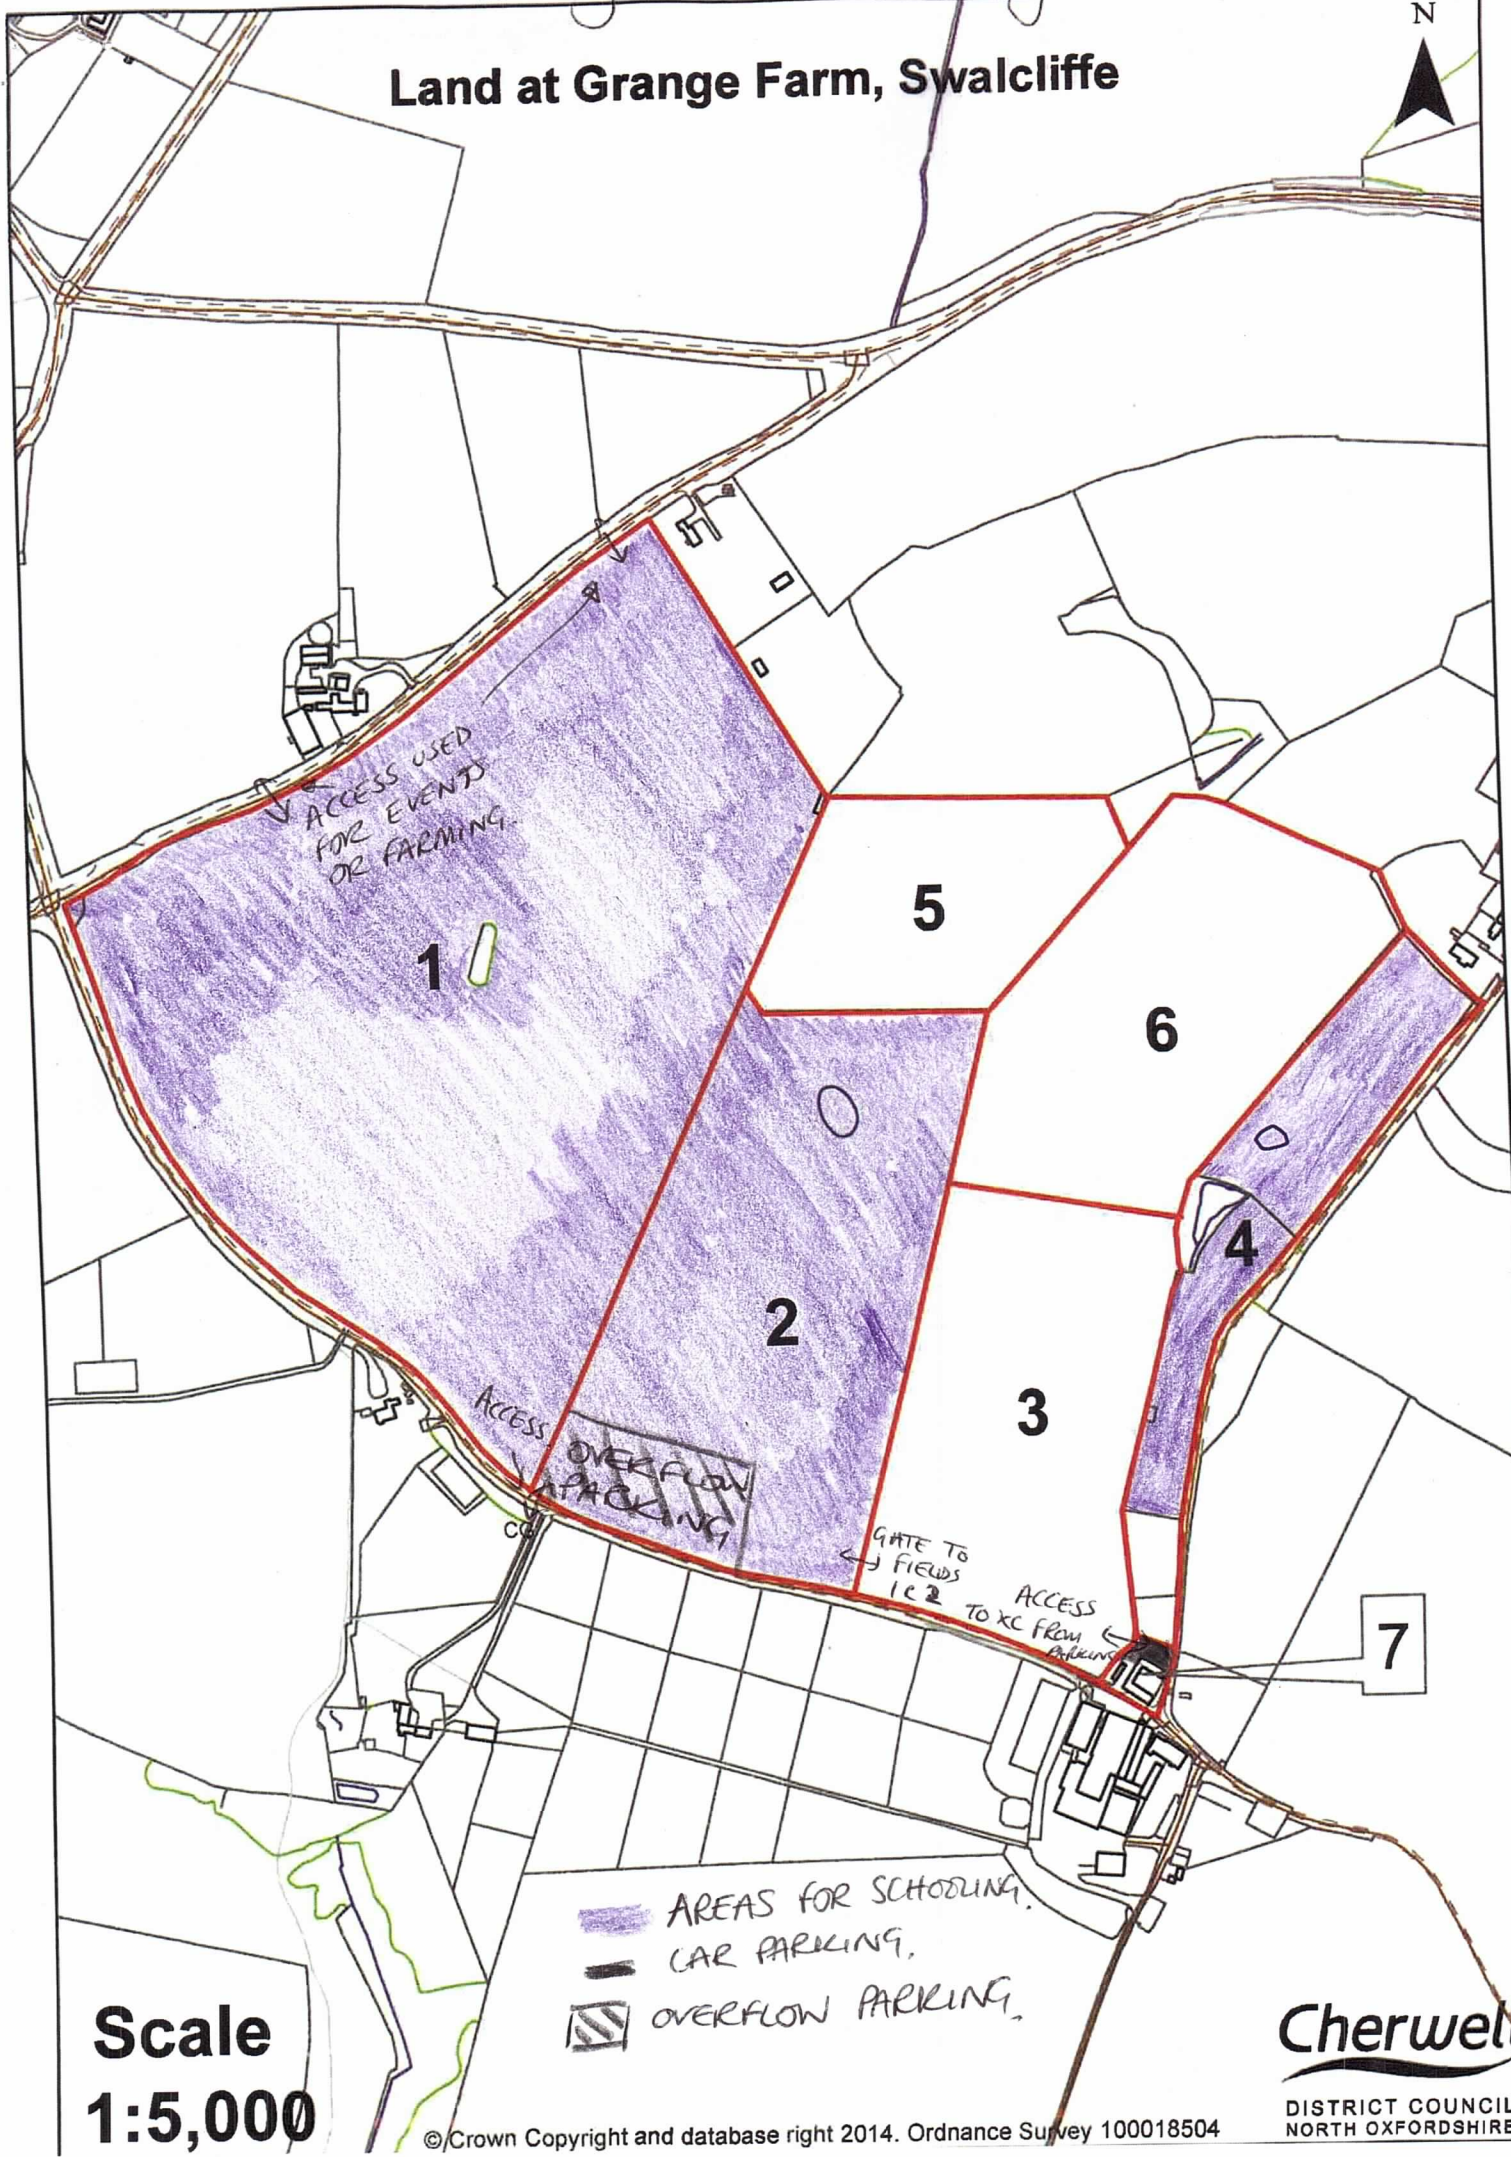 N
Land at Grange Farm, Swalcliffe
ACCESS USED
FOR EVENTS
OR FARMING.
1
5
6
4
2
3
ACCESS.
OVERFLOW
PARKING
CG
GATE TO
FIELDS
1 & 2
ACCESS
TO XC FROM
PARKING
7
AREAS FOR SCHOOLING.
CAR PARKING.
OVERFLOW PARKING.
Scale
1:5,000
Cherwell
DISTRICT COUNCIL
NORTH OXFORDSHIRE
© Crown Copyright and database right 2014. Ordnance Survey 100018504